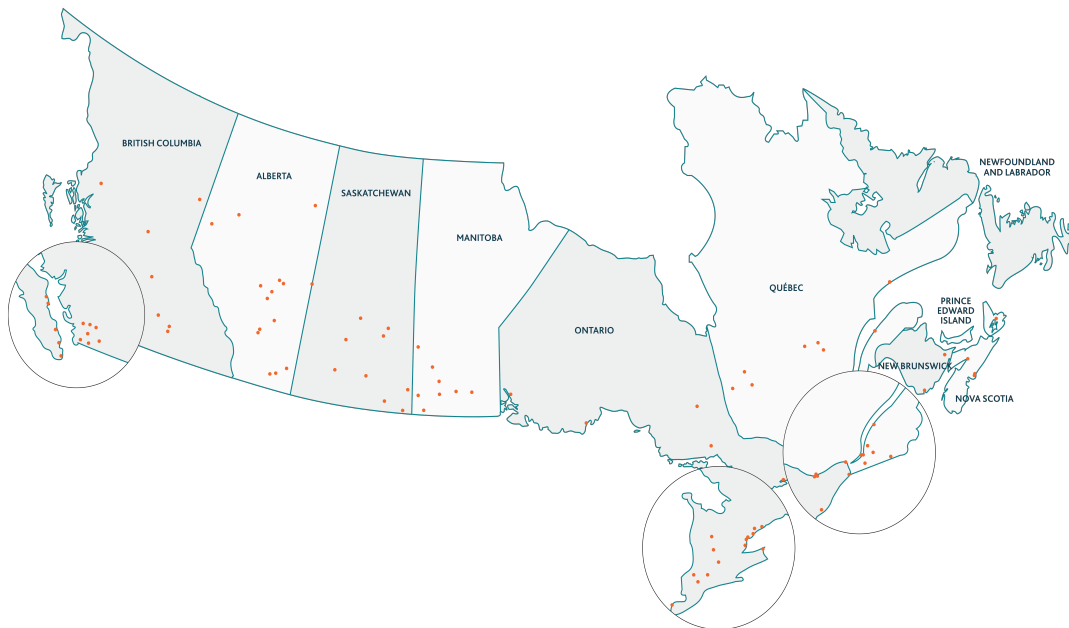 BRITISH COLUMBIA
ALBERTA
SASKATCHEWAN
MANITOBA
ONTARIO
QUÉBEC
NEWFOUNDLAND
AND LABRADOR
PRINCE
EDWARD
ISLAND
NEW BRUNSWICK
NOVA SCOTIA